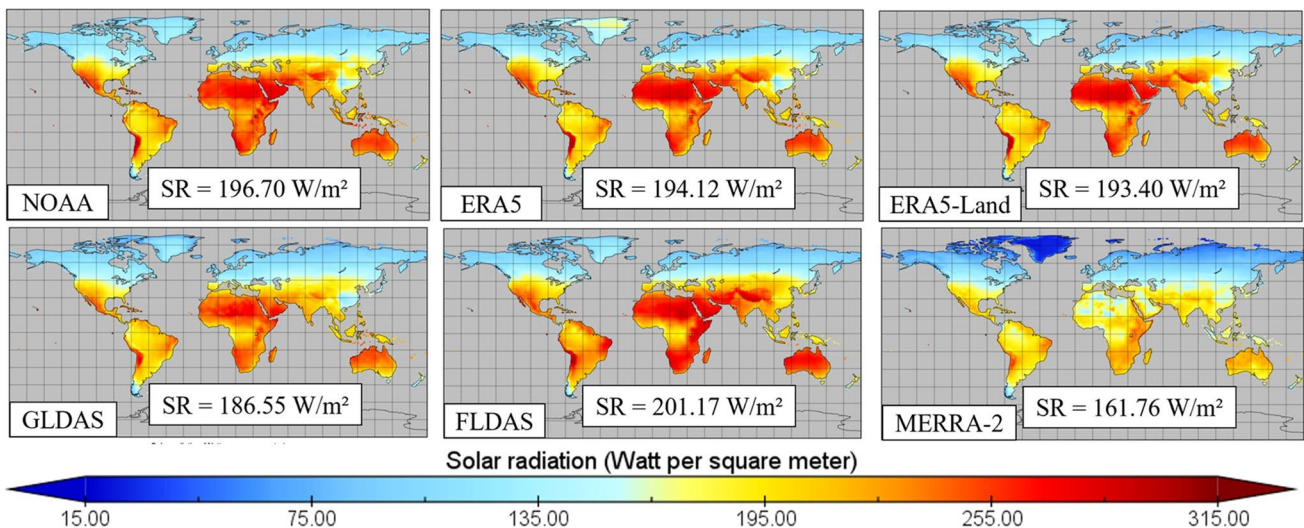 NOAA
SR = 196.70 W/m²
ERA5
SR = 194.12 W/m²
ERA5-Land
SR = 193.40 W/m²
GLDAS
SR = 186.55 W/m²
FLDAS
SR = 201.17 W/m²
MERRA-2
SR = 161.76 W/m²
Solar radiation (Watt per square meter)
15.00 75.00 135.00 195.00 255.00 315.00